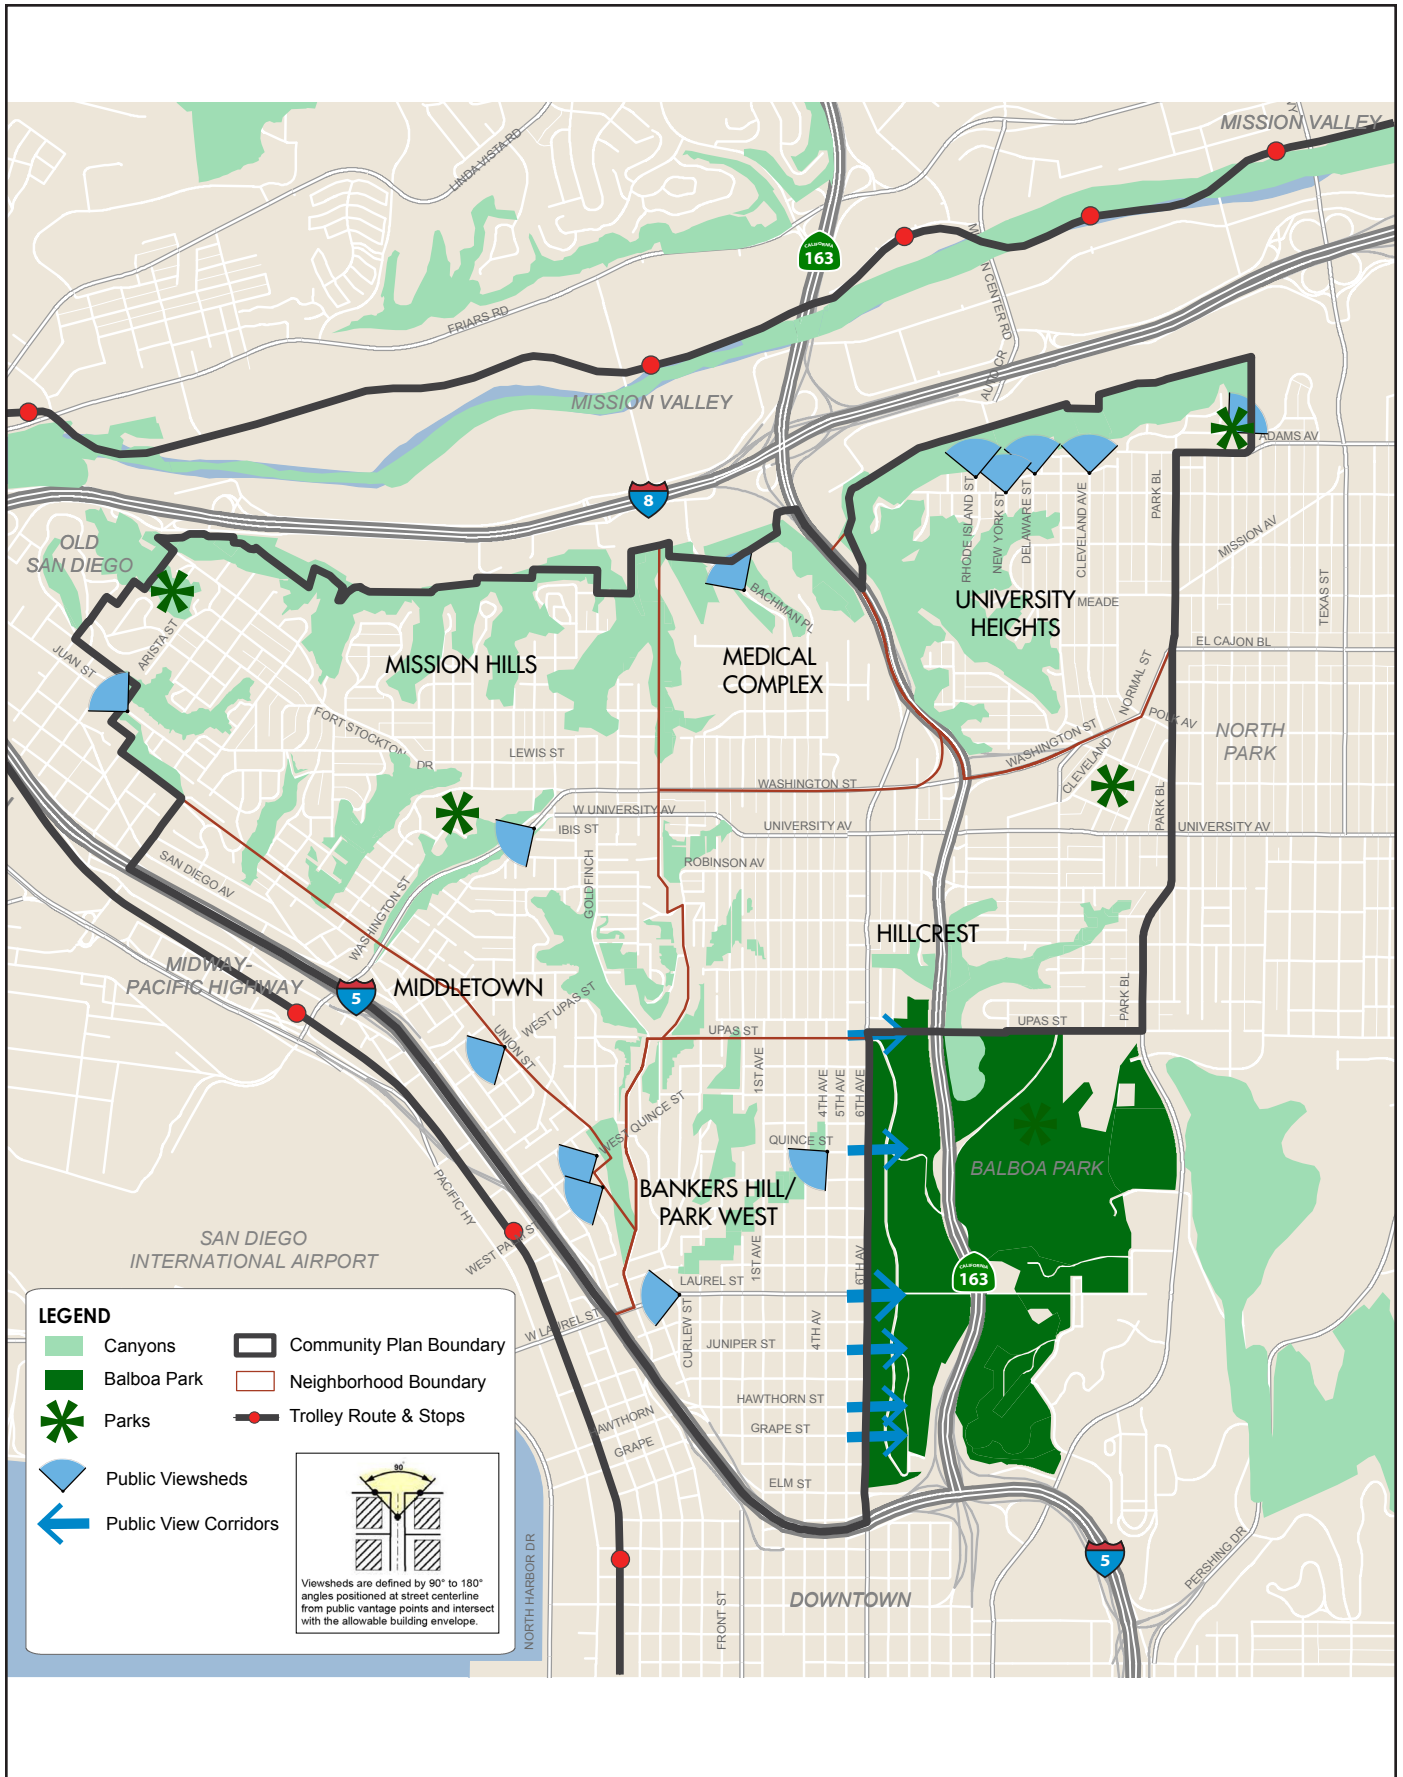 MISSION VALLEY
LINDA VISTA RD
CALIFORNIA
163
FRIARS RD
N CENTER RD
AUTO CR
MISSION VALLEY
ADAMS AV
8
PARK BL
RHODE ISLAND ST
NEW YORK ST
DELAWARE ST
CLEVELAND AVE
MISSION AV
OLD
SAN DIEGO
BACHMAN PL
UNIVERSITY
HEIGHTS
MEADE
TEXAS ST
ARISTA ST
JUAN ST
MISSION HILLS
MEDICAL
COMPLEX
EL CAJON BL
NORMAL ST
POLK AV
NORTH
PARK
FORT STOCKTON
DR
LEWIS ST
WASHINGTON ST
CLEVELAND
WASHINGTON ST
PARK BL
W UNIVERSITY AV
IBIS ST
UNIVERSITY AV
UNIVERSITY AV
SAN DIEGO AV
GOLDFINCH
ROBINSON AV
WASHINGTON ST
HILLCREST
MIDWAY-
PACIFIC HIGHWAY
5
MIDDLETOWN
WEST UPAS ST
UNION ST
PARK BL
UPAS ST
UPAS ST
1ST AVE
4TH AVE
5TH AVE
6TH AVE
WEST QUINCE ST
QUINCE ST
BALBOA PARK
BANKERS HILL/
PARK WEST
PACIFIC HY
SAN DIEGO
INTERNATIONAL AIRPORT
WEST PALM ST
1ST AVE
6TH AV
CALIFORNIA
163
LAUREL ST
W LAUREL ST
CURLEW ST
JUNIPER ST
4TH AV
HAWTHORN ST
GRAPE ST
HAWTHORN
GRAPE
ELM ST
LEGEND
Canyons
Balboa Park
Parks
Public Viewsheds
Public View Corridors
Community Plan Boundary
Neighborhood Boundary
Trolley Route & Stops
90°
Viewsheds are defined by 90° to 180°
angles positioned at street centerline
from public vantage points and intersect
with the allowable building envelope.
NORTH HARBOR DR
FRONT ST
DOWNTOWN
5
PERSHING DR